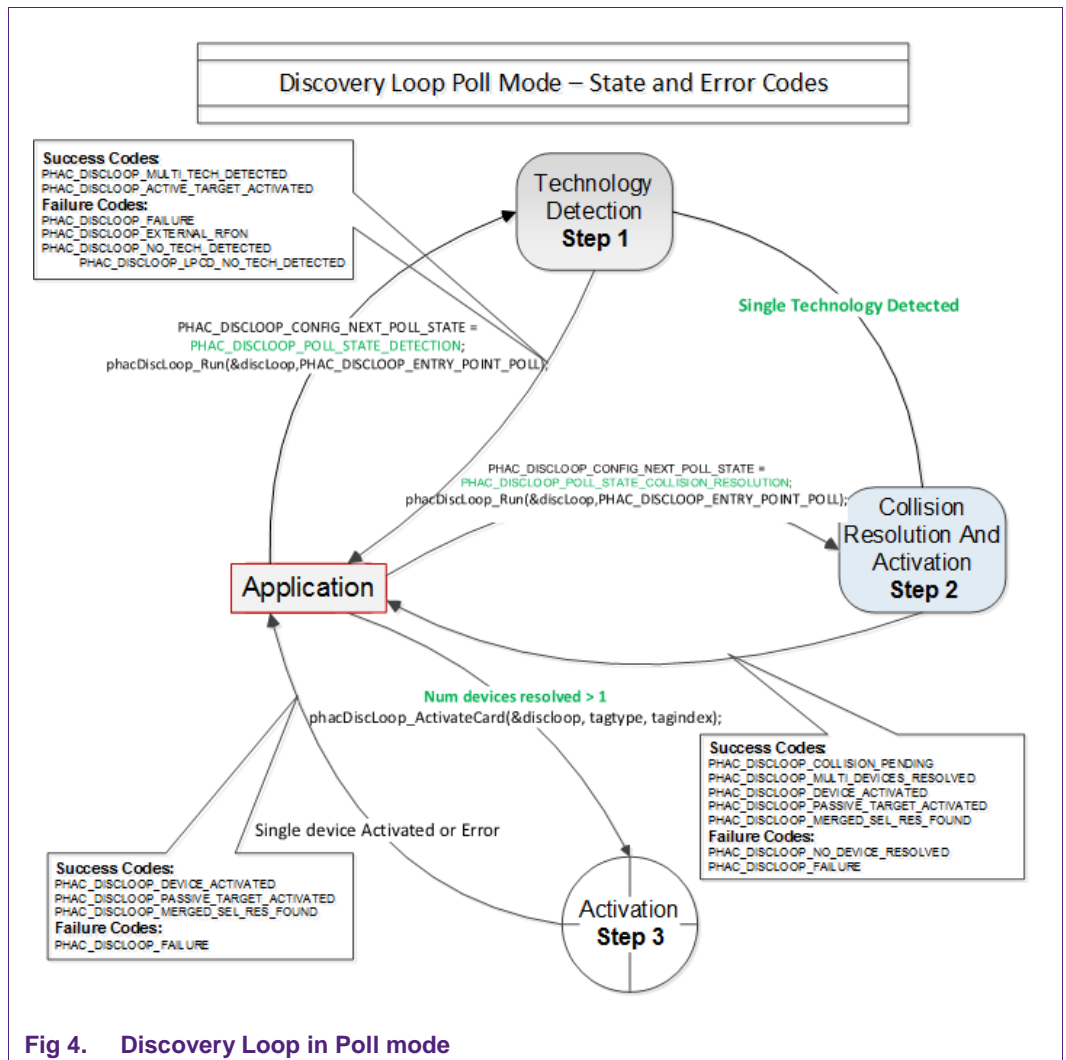 Discovery Loop Poll Mode – State and Error Codes
Success Codes:
PHAC_DISCLOOP_MULTI_TECH_DETECTED
PHAC_DISCLOOP_ACTIVE_TARGET_ACTIVATED
Failure Codes:
PHAC_DISCLOOP_FAILURE
PHAC_DISCLOOP_EXTERNAL_RFON
PHAC_DISCLOOP_NO_TECH_DETECTED
PHAC_DISCLOOP_LPCD_NO_TECH_DETECTED
Technology
Detection
Step 1
Single Technology Detected
PHAC_DISCLOOP_CONFIG_NEXT_POLL_STATE =
PHAC_DISCLOOP_POLL_STATE_DETECTION;
phacDiscLoop_Run(&discLoop,PHAC_DISCLOOP_ENTRY_POINT_POLL);
PHAC_DISCLOOP_CONFIG_NEXT_POLL_STATE =
PHAC_DISCLOOP_POLL_STATE_COLLISION_RESOLUTION;
phacDiscLoop_Run(&discLoop,PHAC_DISCLOOP_ENTRY_POINT_POLL);
Collision
Resolution And
Activation
Step 2
Application
Num devices resolved > 1
phacDiscLoop_ActivateCard(&discloop, tagtype, tagindex);
Success Codes:
PHAC_DISCLOOP_COLLISION_PENDING
PHAC_DISCLOOP_MULTI_DEVICES_RESOLVED
PHAC_DISCLOOP_DEVICE_ACTIVATED
PHAC_DISCLOOP_PASSIVE_TARGET_ACTIVATED
PHAC_DISCLOOP_MERGED_SEL_RES_FOUND
Failure Codes:
PHAC_DISCLOOP_NO_DEVICE_RESOLVED
PHAC_DISCLOOP_FAILURE
Single device Activated or Error
Success Codes:
PHAC_DISCLOOP_DEVICE_ACTIVATED
PHAC_DISCLOOP_PASSIVE_TARGET_ACTIVATED
PHAC_DISCLOOP_MERGED_SEL_RES_FOUND
Failure Codes:
PHAC_DISCLOOP_FAILURE
Activation
Step 3
Fig 4. Discovery Loop in Poll mode